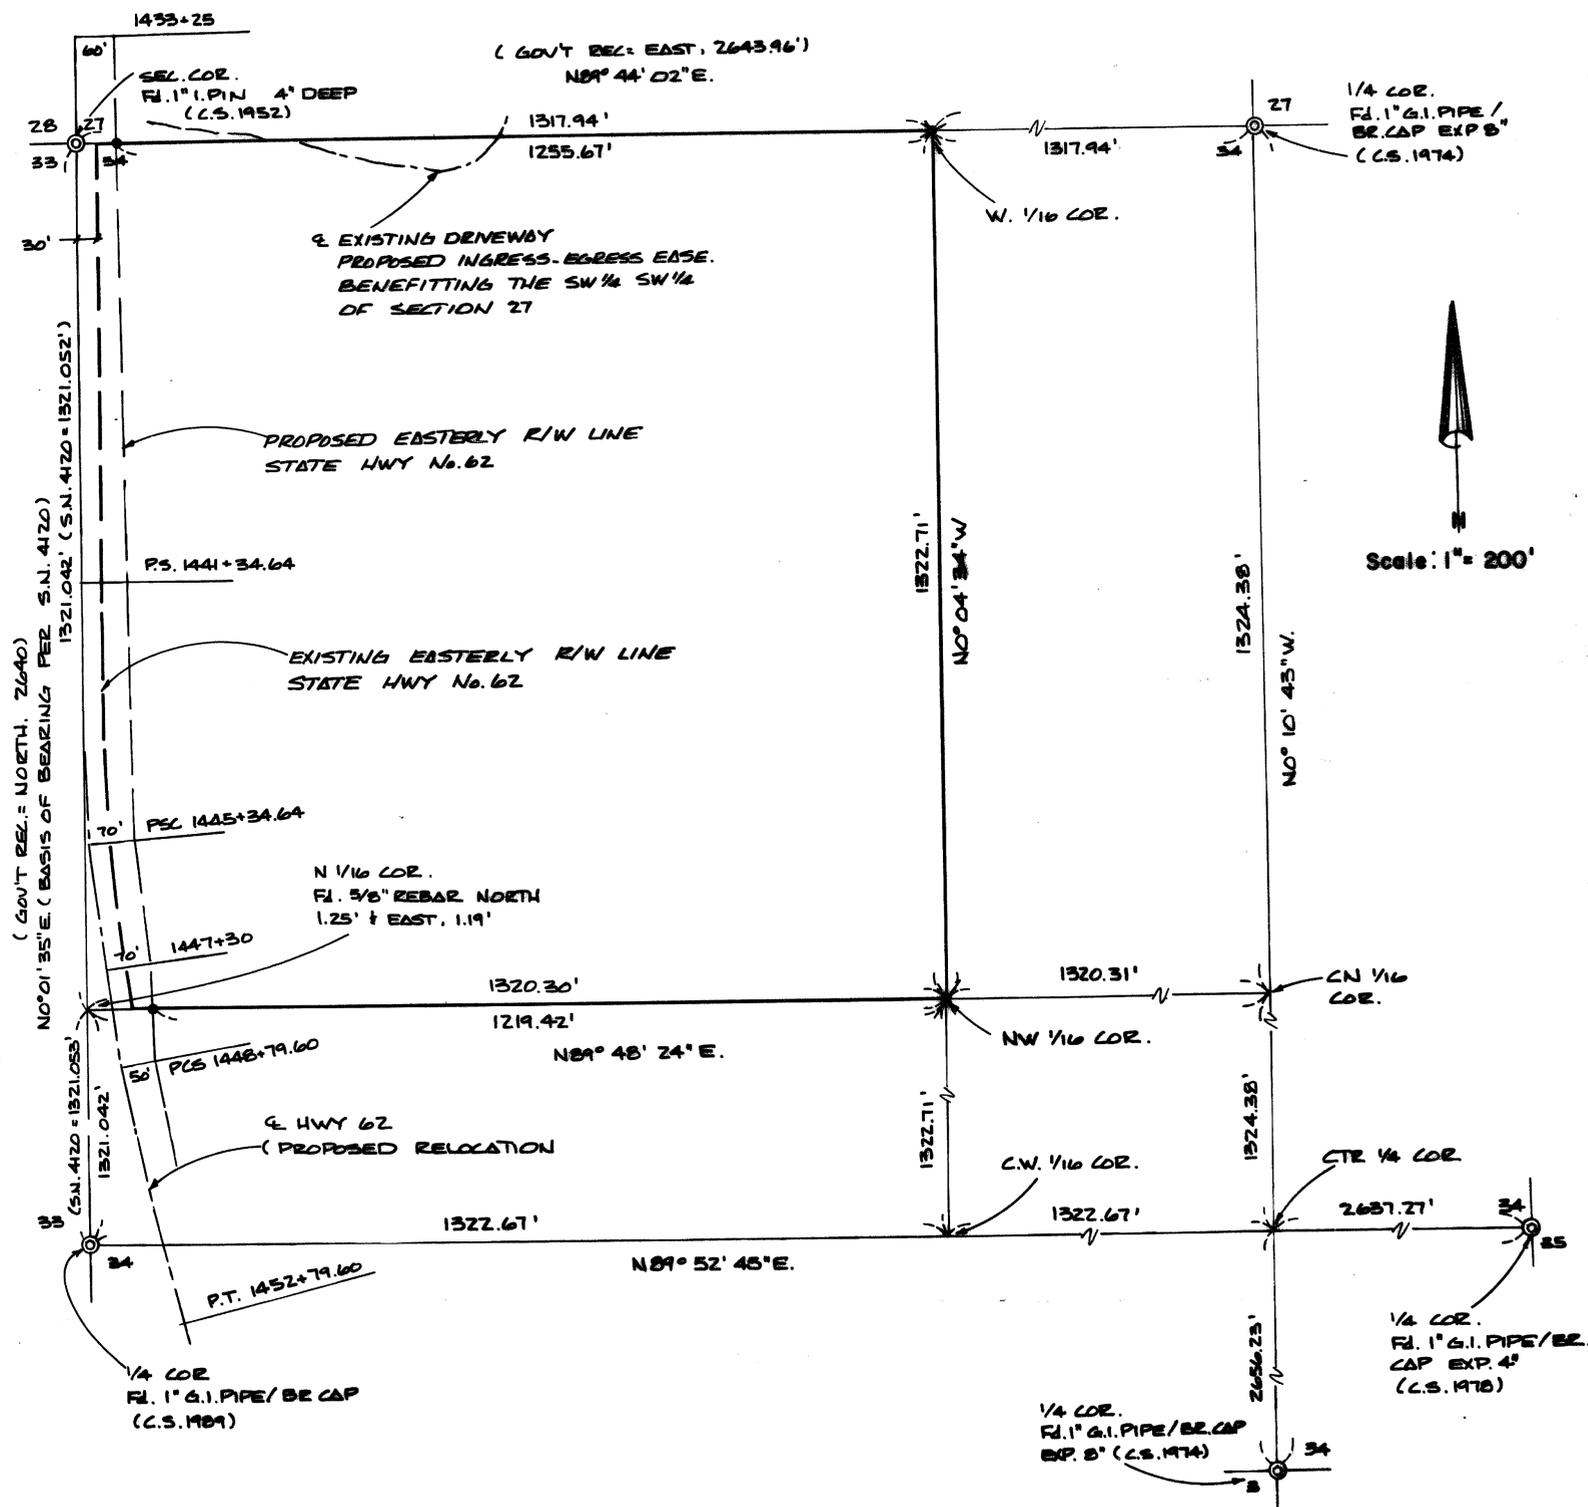 1433+25
60'
( GOV'T REC= EAST, 2643.96')
N89° 44' 02" E.
SEC. COR.
Fd. 1" I.PIN 4" DEEP
(C.S. 1952)
1/4 COR.
Fd. 1" G.I. PIPE /
BR. CAP EXP 8"
(C.S. 1974)
28 27
33 34
1317.94'
1255.67'
1317.94'
27
34
W. 1/16 COR.
30'
℄ EXISTING DRIVEWAY
PROPOSED INGRESS-EGRESS EASE.
BENEFITTING THE SW 1/4 SW 1/4
OF SECTION 27
PROPOSED EASTERLY R/W LINE
STATE HWY No. 62
Scale: 1" = 200'
N
P.S. 1441+34.64
1322.71'
N0° 04' 34" W
1324.38'
N0° 10' 43" W.
EXISTING EASTERLY R/W LINE
STATE HWY No. 62
( GOV'T REC.= NORTH. 2640)
N0° 01' 35" E. ( BASIS OF BEARING PER S.N. 4120)
1321.042' ( S.N. 4120 = 1321.052')
70'
PSC 1445+34.64
N 1/16 COR.
Fd. 5/8" REBAR NORTH
1.25' & EAST, 1.19'
70'
1447+30
1320.30'
1219.42'
N89° 48' 24" E.
1320.31'
CN 1/16
COR.
NW 1/16 COR.
PCS 1448+79.60
50'
(S.N. 4120 = 1321.053'
1321.042'
℄ HWY 62
( PROPOSED RELOCATION
1322.71'
1324.38'
C.W. 1/16 COR.
CTR 1/4 COR
33
34
1322.67'
N 89° 52' 45" E.
1322.67'
2637.27'
34
35
P.T. 1452+79.60
1/4 COR
Fd. 1" G.I. PIPE/ BR CAP
(C.S. 1989)
1/4 COR.
Fd. 1" G.I. PIPE/BR.
CAP EXP. 4"
(C.S. 1978)
2656.23'
1/4 COR.
Fd. 1" G.I. PIPE/BR. CAP
EXP. 8" (C.S. 1974)
34
3